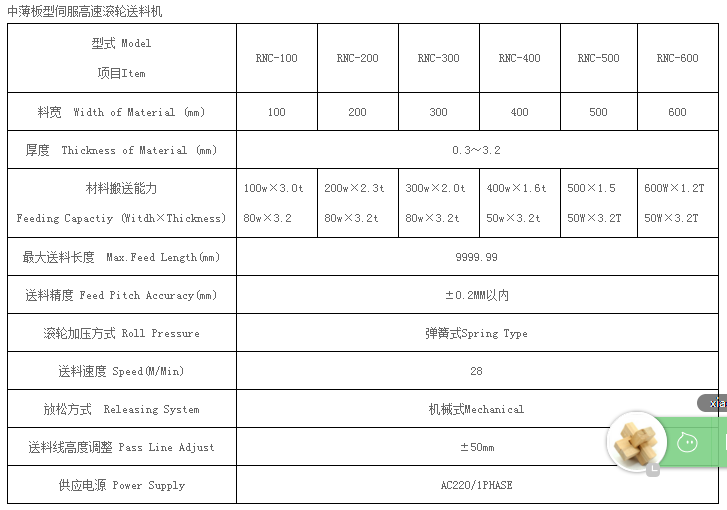 中薄板型伺服高速滚轮送料机
型式 Model
项目Item
RNC-100 RNC-200 RNC-300 RNC-400 RNC-500 RNC-600
料宽 Width of Material (mm) 100 200 300 400 500 600
厚度 Thickness of Material (mm) 0.3～3.2
材料搬送能力
Feeding Capactiy (Witdh×Thickness)
100w×3.0t 200w×2.3t 300w×2.0t 400w×1.6t 500×1.5 600W×1.2T
80w×3.2 80w×3.2t 80w×3.2t 50w×3.2t 50W×3.2T 50W×3.2T
最大送料长度 Max.Feed Length(mm) 9999.99
送料精度 Feed Pitch Accuracy(mm) ±0.2MM以内
滚轮加压方式 Roll Pressure 弹簧式Spring Type
送料速度 Speed(M/Min) 28
放松方式 Releasing System 机械式Mechanical
送料线高度调整 Pass Line Adjust ±50mm
供应电源 Power Supply AC220/1PHASE